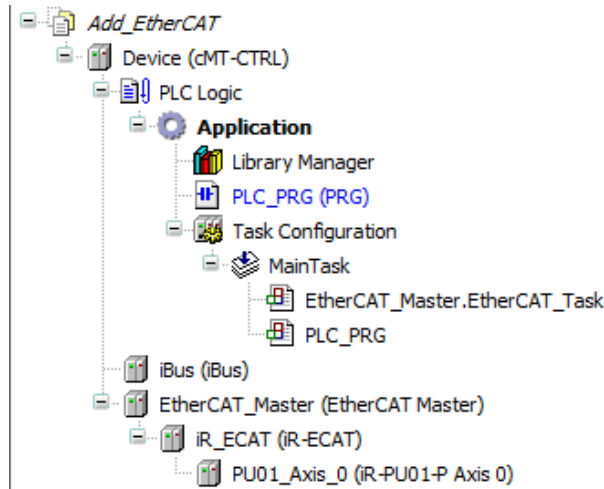 Add_EtherCAT
Device (cMT-CTRL)
PLC Logic
Application
Library Manager
PLC_PRG (PRG)
Task Configuration
MainTask
EtherCAT_Master.EtherCAT_Task
PLC_PRG
iBus (iBus)
EtherCAT_Master (EtherCAT Master)
iR_ECAT (iR-ECAT)
PU01_Axis_0 (iR-PU01-P Axis 0)